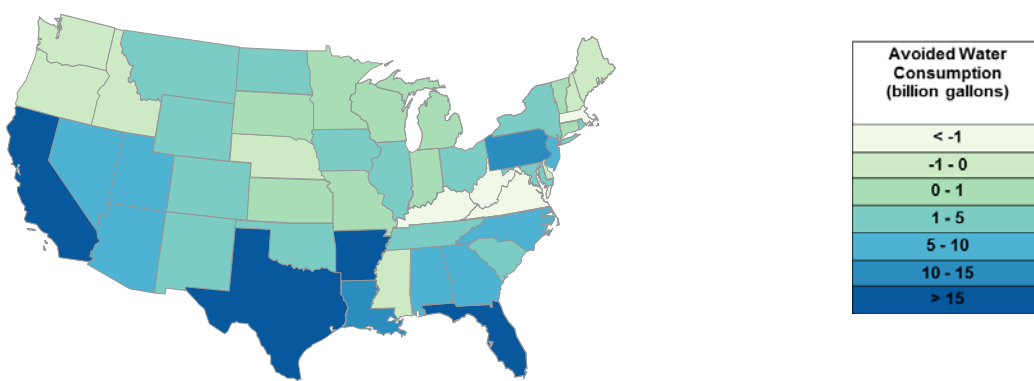 Avoided Water
Consumption
(billion gallons)
< -1
-1 - 0
0 - 1
1 - 5
5 - 10
10 - 15
> 15